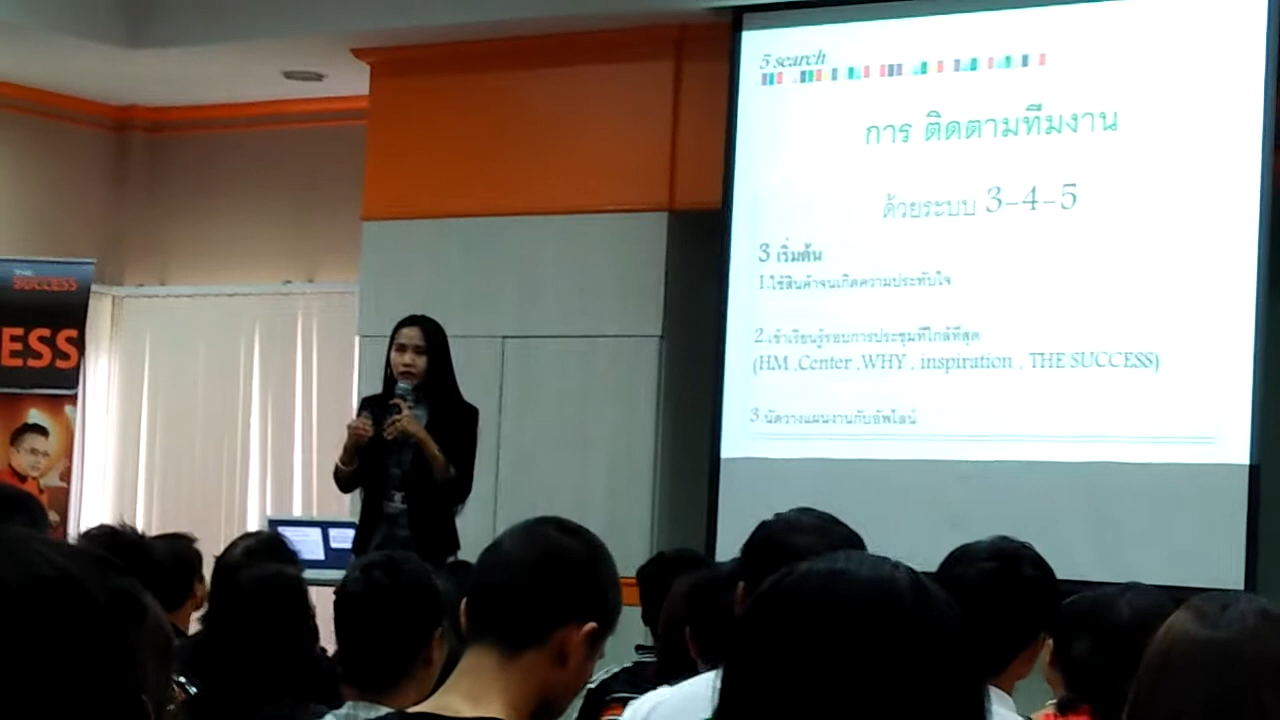 THE
SUCCESS
ESS
5 search
การ ติดตามทีมงาน
ด้วยระบบ 3-4-5
3 เริ่มต้น
1.ใช้สินค้าจนเกิดความประทับใจ
2.เข้าเรียนรู้รอบการประชุมที่ใกล้ที่สุด
(HM ,Center ,WHY , inspiration , THE SUCCESS)
3.นัดวางแผนงานกับอัพไลน์